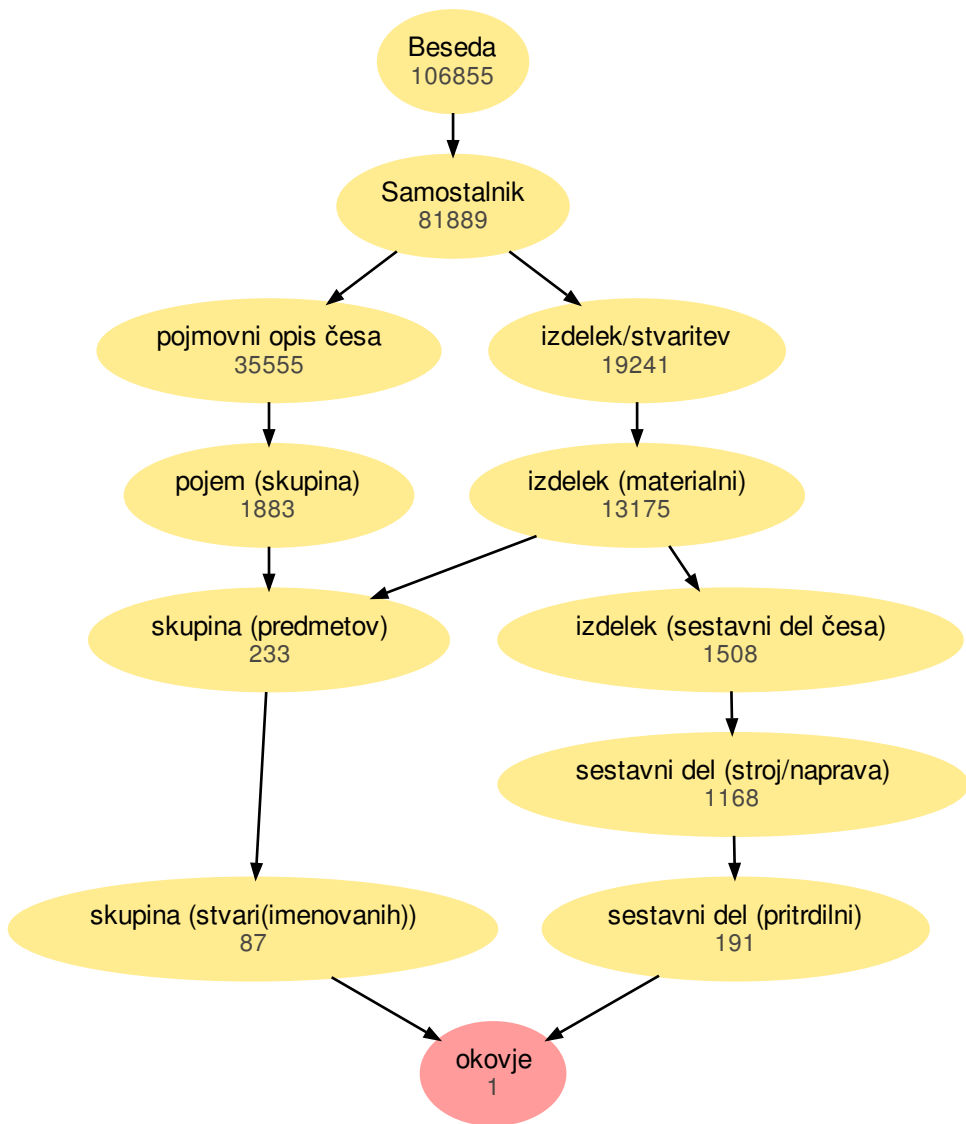 Beseda
106855
Samostalnik
81889
pojmovni opis česa
35555
izdelek/stvaritev
19241
pojem (skupina)
1883
izdelek (materialni)
13175
skupina (predmetov)
233
izdelek (sestavni del česa)
1508
sestavni del (stroj/naprava)
1168
skupina (stvari(imenovanih))
87
sestavni del (pritrdilni)
191
okovje
1